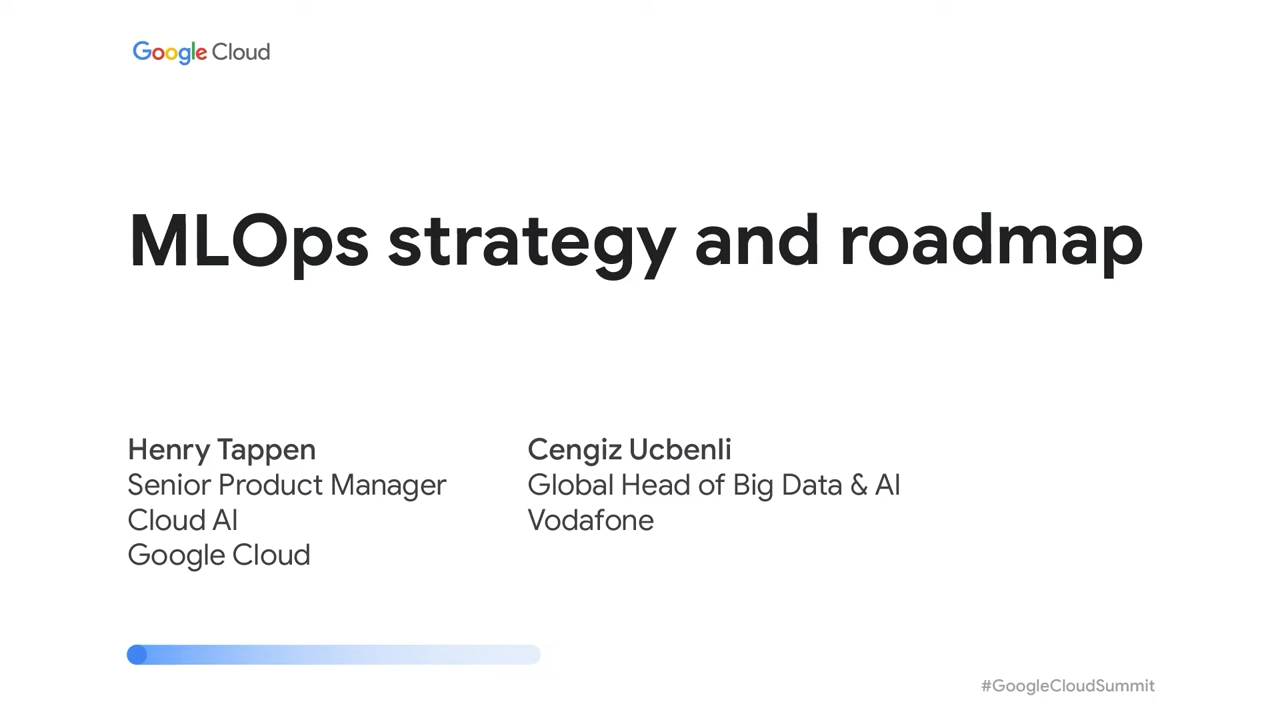 Google Cloud
MLOps strategy and roadmap
Henry Tappen
Senior Product Manager
Cloud AI
Google Cloud
Cengiz Ucbenli
Global Head of Big Data & AI
Vodafone
#GoogleCloudSummit